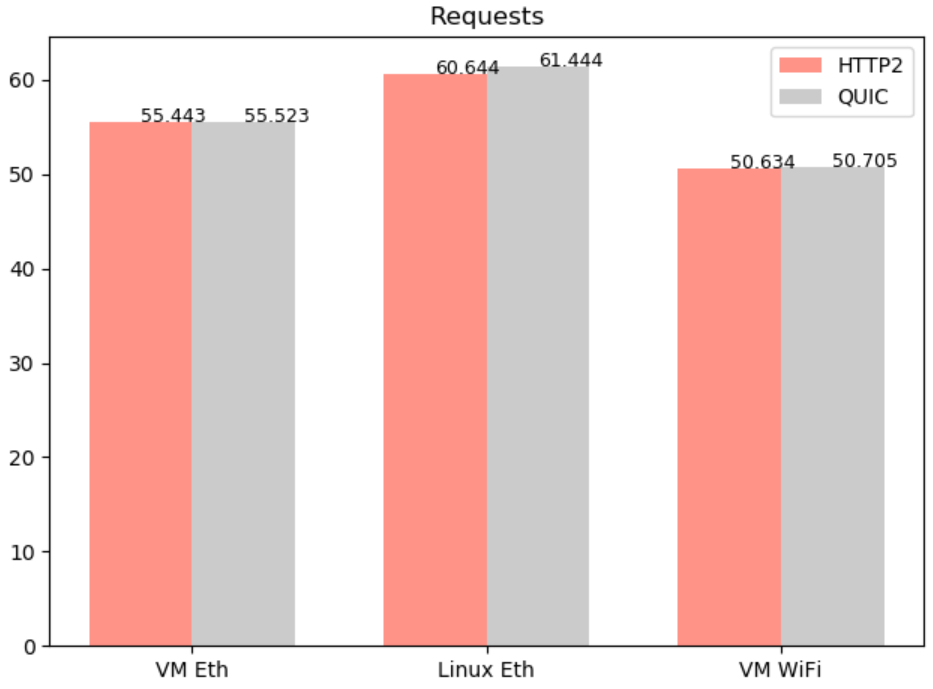 Requests
HTTP2
QUIC
60
50
40
30
20
10
0
55.443
55.523
60.644
61.444
50.634
50.705
VM Eth
Linux Eth
VM WiFi